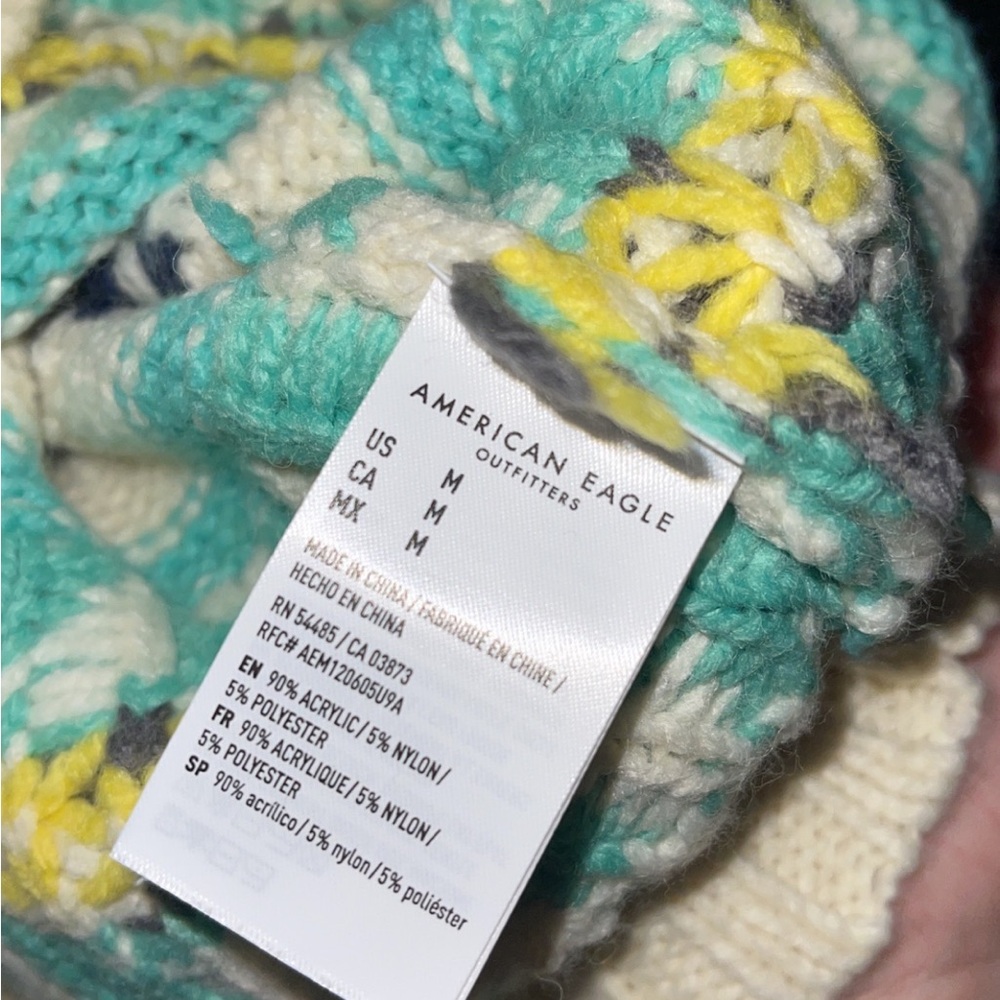 AMERICAN EAGLE
OUTFITTERS
US M
CA M
MX M
MADE IN CHINA / FABRIQUÉ EN CHINE /
HECHO EN CHINA
RN 54485 / CA 03873
RFC# AEM120605U9A
EN 90% ACRYLIC / 5% NYLON /
5% POLYESTER
FR 90% ACRYLIQUE / 5% NYLON /
5% POLYESTER
SP 90% acrílico / 5% nylon / 5% poliéster